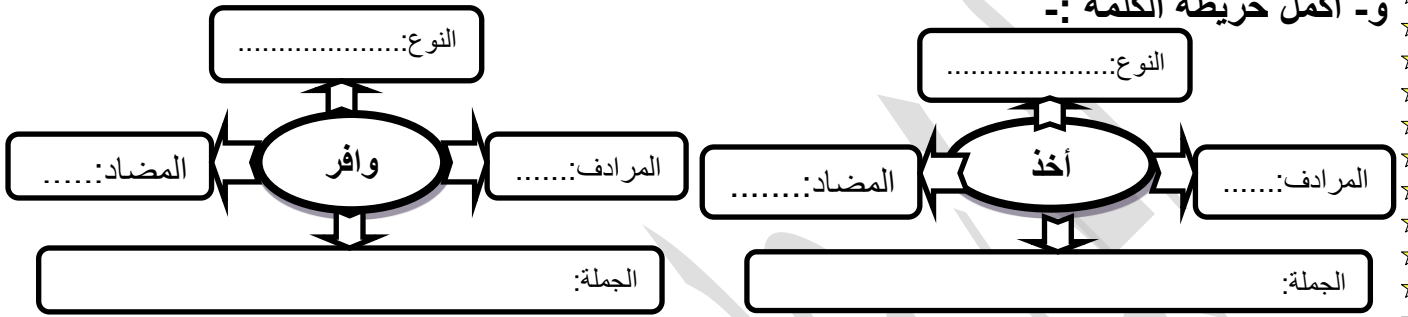 و- أكمل خريطة الكلمة :-
النوع:....................
المرادف:......
أخذ
المضاد:.......
الجملة:
النوع:....................
المرادف:......
وافر
المضاد:.....
الجملة: